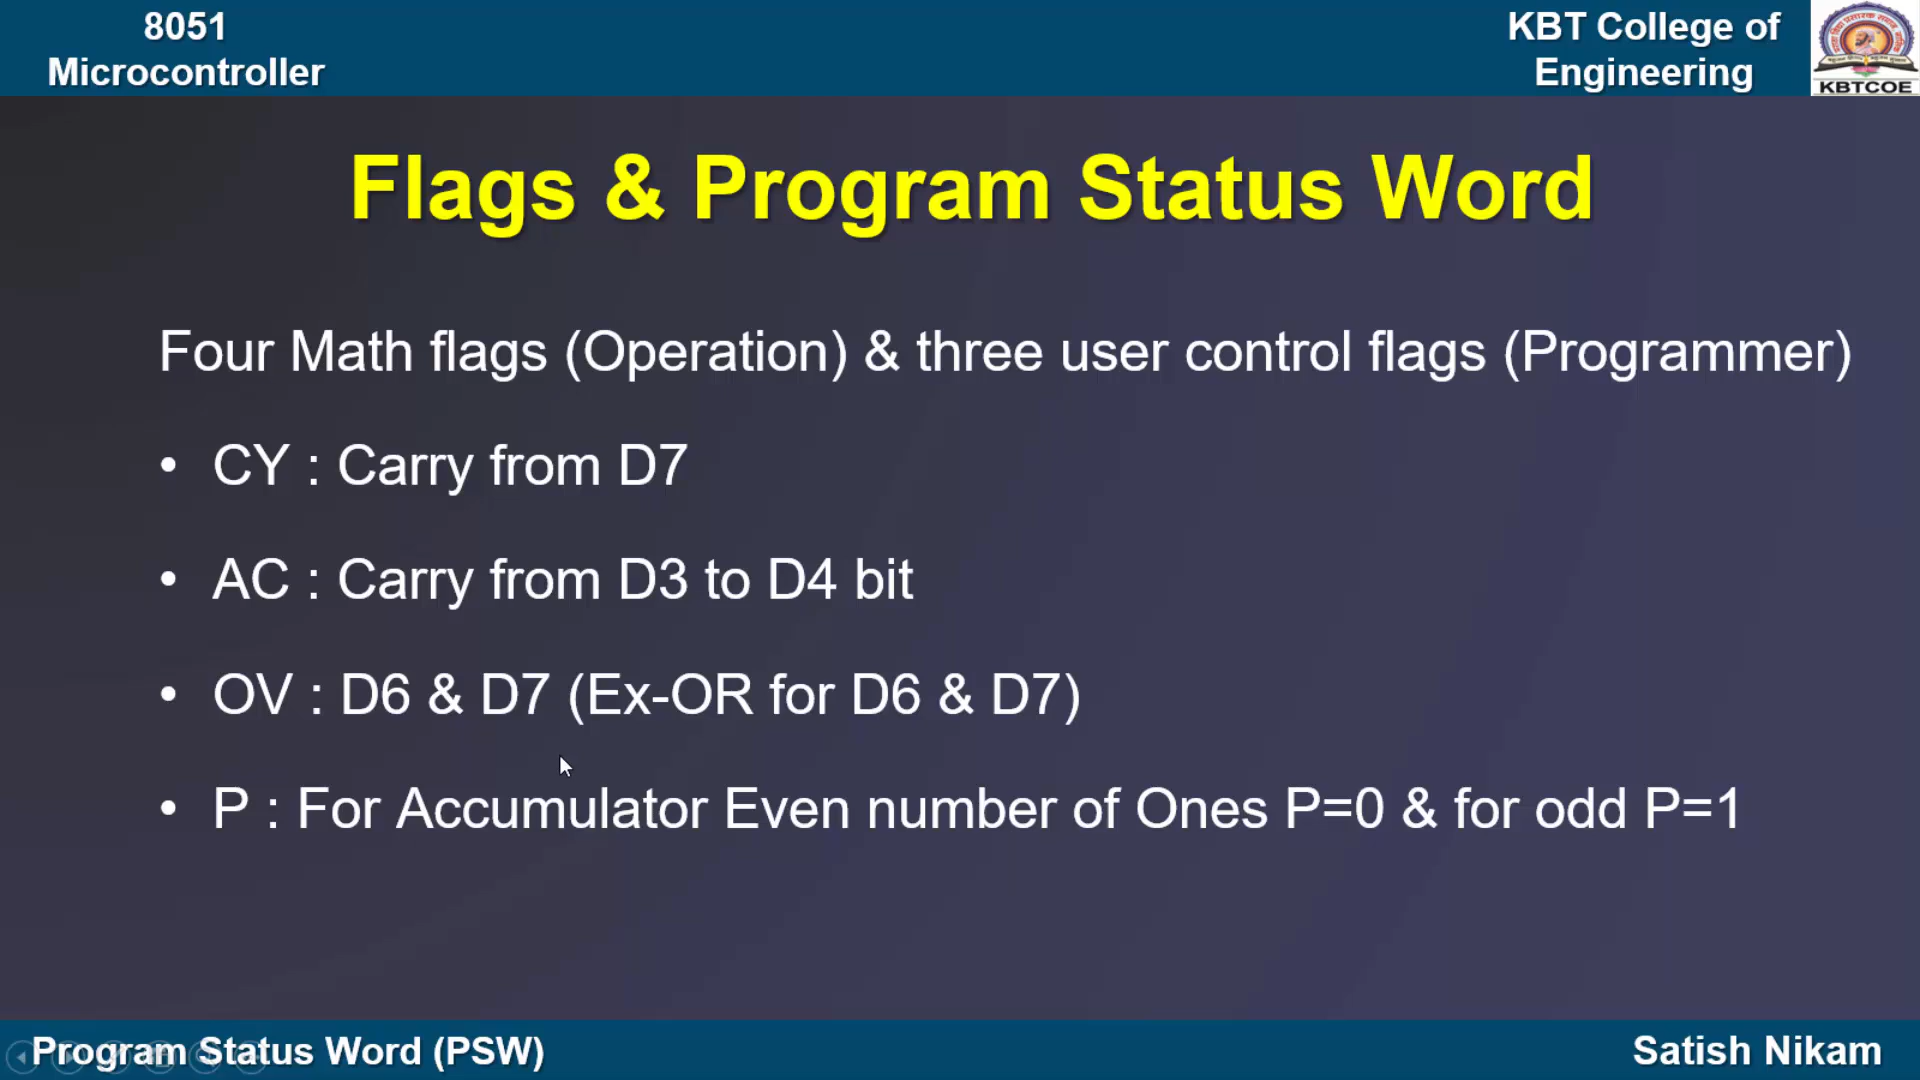 8051
Microcontroller
KBT College of
Engineering
KBTCOE
Flags & Program Status Word
Four Math flags (Operation) & three user control flags (Programmer)
• CY : Carry from D7
• AC : Carry from D3 to D4 bit
• OV : D6 & D7 (Ex-OR for D6 & D7)
• P : For Accumulator Even number of Ones P=0 & for odd P=1
Program Status Word (PSW)
Satish Nikam